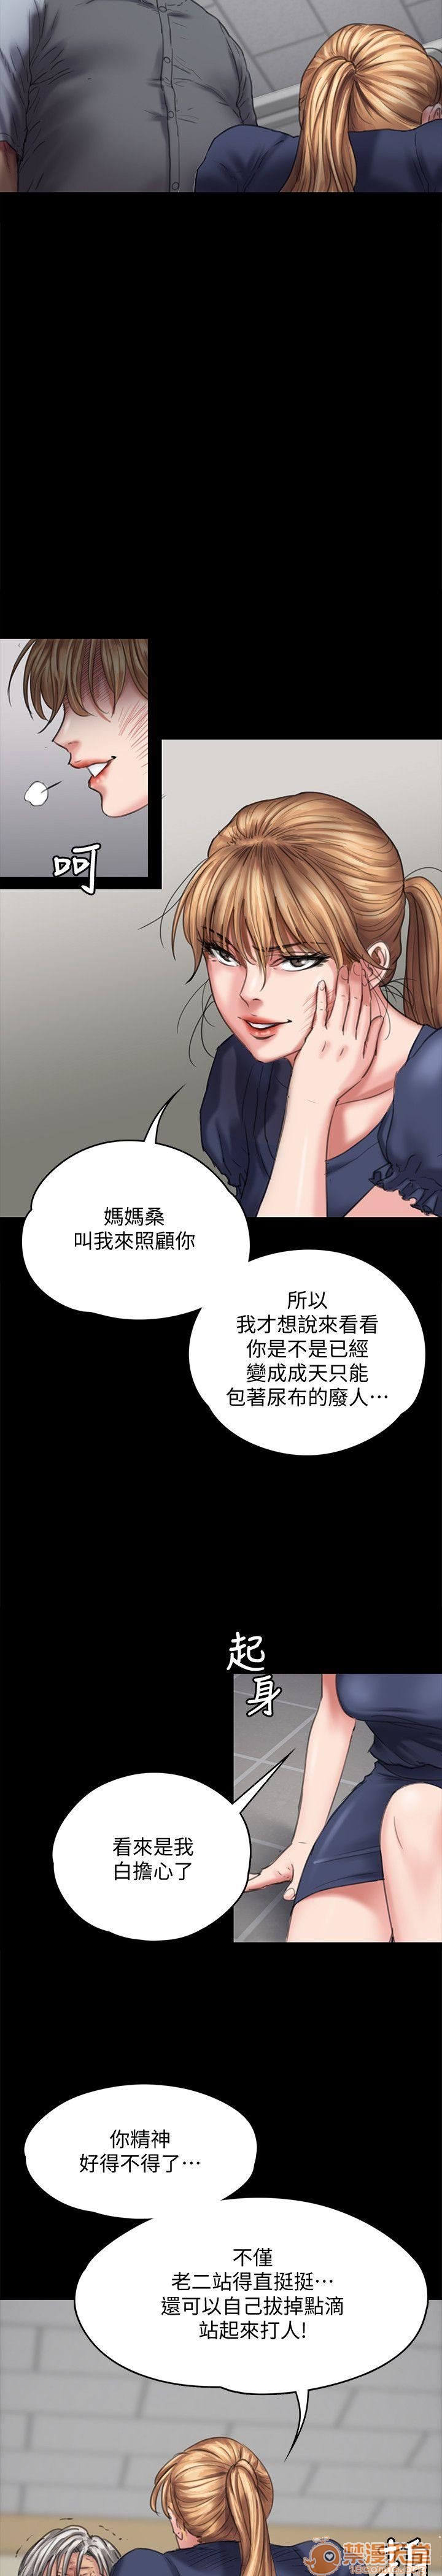 呵
媽媽桑
叫我來照顧你
所以
我才想說來看看
你是不是已經
變成成天只能
包著尿布的廢人…
起身
看來是我
白擔心了
你精神
好得不得了…
不僅
老二站得直挺挺…
還可以自己拔掉點滴
站起來打人!
禁漫天堂